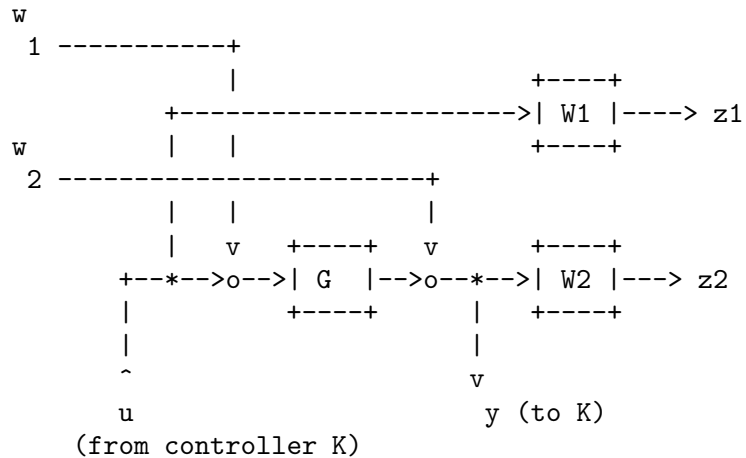 w
1 -----------+
| +----+
+---------------------->| W1 |----> z1
w | | +----+
2 -----------------------+
| | |
| v +----+ v +----+
+--*-->o-->| G |-->o--*-->| W2 |---> z2
| +----+ | +----+
| |
^ v
u y (to K)
(from controller K)